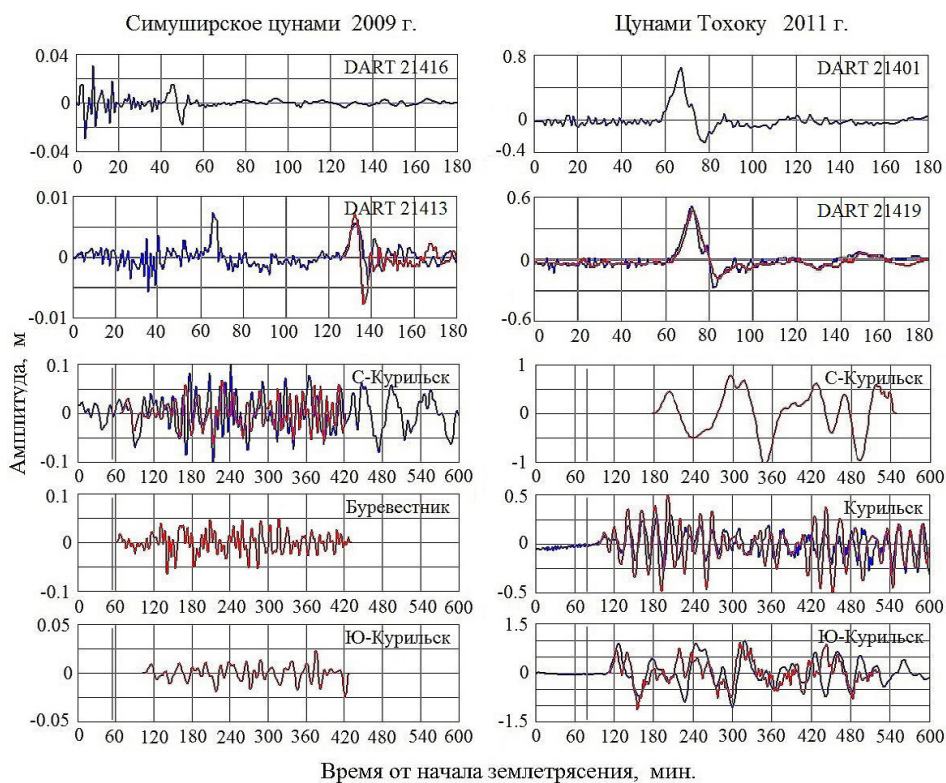 Симуширское цунами 2009 г.
Цунами Тохоку 2011 г.
0.04
0
-0.04
DART 21416
0 20 40 60 80 100 120 140 160 180
0.8
0
-0.4
DART 21401
0 20 40 60 80 100 120 140 160 180
0.01
0
-0.01
DART 21413
0 20 40 60 80 100 120 140 160 180
0.6
0
-0.6
DART 21419
0 20 40 60 80 100 120 140 160 180
Амплитуда, м
0.1
0
-0.1
С-Курильск
0 60 120 180 240 300 360 420 480 540 600
1
0
-1
С-Курильск
0 60 120 180 240 300 360 420 480 540 600
0.1
0
-0.1
Буревестник
0 60 120 180 240 300 360 420 480 540 600
0.5
0
-0.5
Курильск
0 60 120 180 240 300 360 420 480 540 600
0.05
0
-0.05
Ю-Курильск
0 60 120 180 240 300 360 420 480 540 600
1.5
0
-1.5
Ю-Курильск
0 60 120 180 240 300 360 420 480 540 600
Время от начала землетрясения, мин.